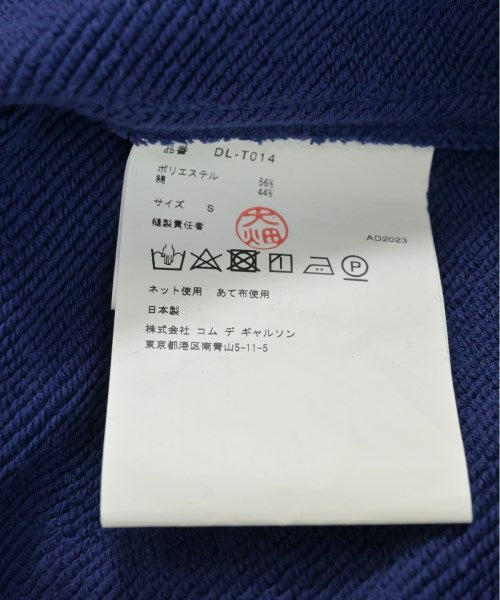 品番 DL-T014
ポリエステル 56%
綿 44%
サイズ S
縫製責任者 大畑
AD2023
P
ネット使用 あて布使用
日本製
株式会社 コム デ ギャルソン
東京都港区南青山5-11-5